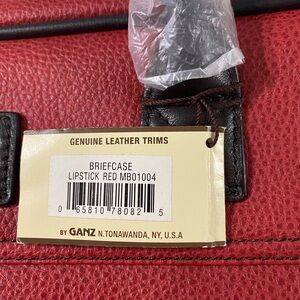 GENUINE LEATHER TRIMS
BRIEFCASE
LIPSTICK RED MB01004
0 65810 78082 5
BY GANZ N.TONAWANDA, NY, U.S.A